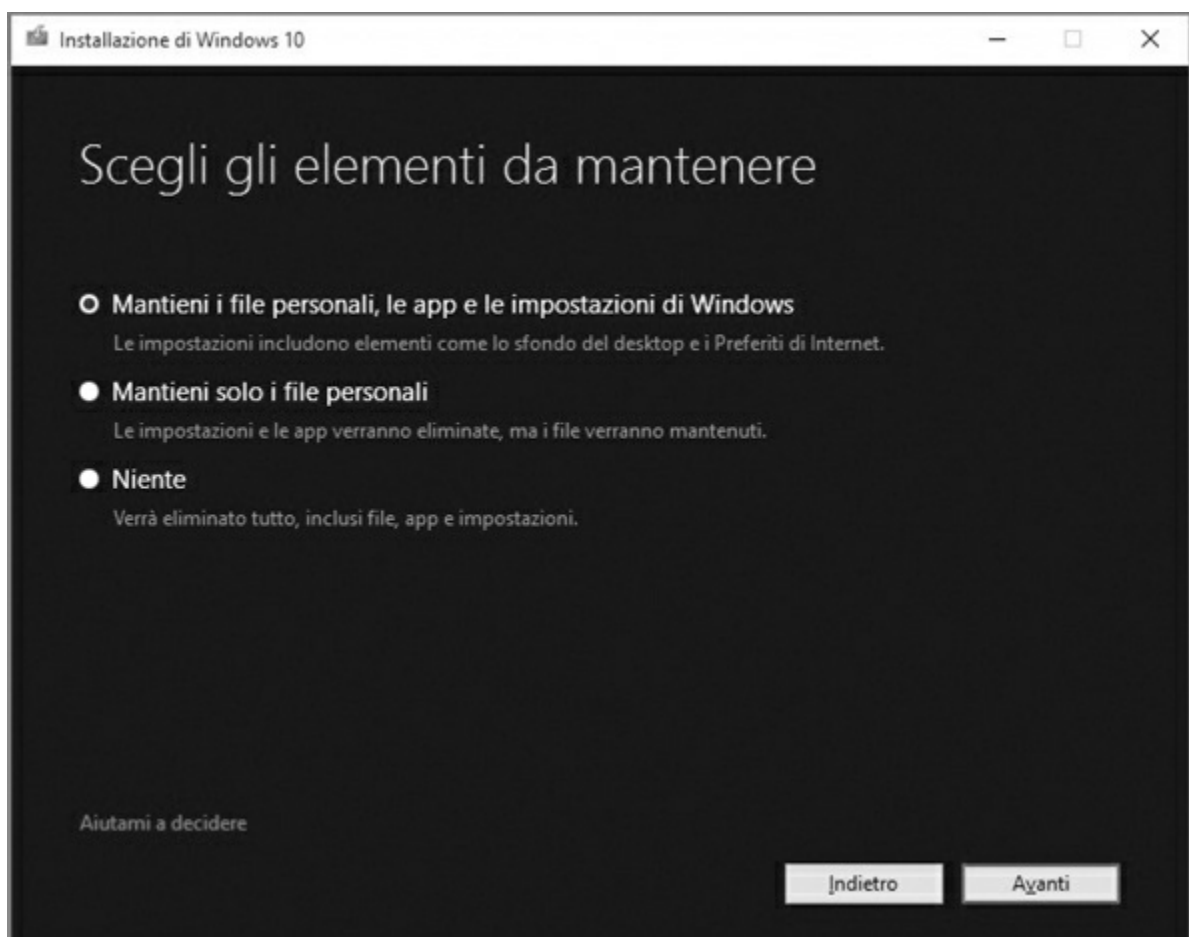 Installazione di Windows 10
Scegli gli elementi da mantenere
Mantieni i file personali, le app e le impostazioni di Windows
Le impostazioni includono elementi come lo sfondo del desktop e i Preferiti di Internet.
Mantieni solo i file personali
Le impostazioni e le app verranno eliminate, ma i file verranno mantenuti.
Niente
Verrà eliminato tutto, inclusi file, app e impostazioni.
Aiutami a decidere
Indietro
Avanti